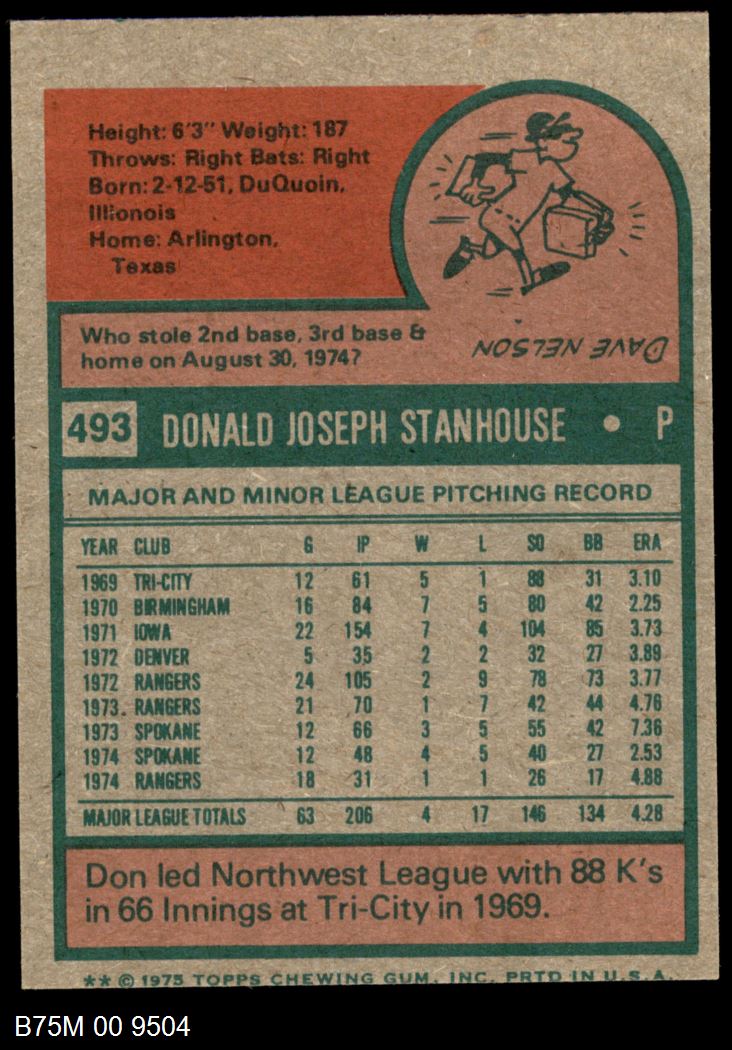 Height: 6'3" Weight: 187
Throws: Right Bats: Right
Born: 2-12-51, DuQuoin,
Illionois
Home: Arlington,
Texas
Who stole 2nd base, 3rd base &
home on August 30, 1974?
DAVE NELSON
493 DONALD JOSEPH STANHOUSE • P
MAJOR AND MINOR LEAGUE PITCHING RECORD
YEAR CLUB G IP W L SO BB ERA
1969 TRI-CITY 12 61 5 1 88 31 3.10
1970 BIRMINGHAM 16 84 7 5 80 42 2.25
1971 IOWA 22 154 7 4 104 85 3.73
1972 DENVER 5 35 2 2 32 27 3.89
1972 RANGERS 24 105 2 9 78 73 3.77
1973. RANGERS 21 70 1 7 42 44 4.76
1973 SPOKANE 12 66 3 5 55 42 7.36
1974 SPOKANE 12 48 4 5 40 27 2.53
1974 RANGERS 18 31 1 1 26 17 4.88
MAJOR LEAGUE TOTALS 63 206 4 17 146 134 4.28
Don led Northwest League with 88 K's
in 66 Innings at Tri-City in 1969.
** © 1975 TOPPS CHEWING GUM, INC. PRTD IN U.S.A.
B75M 00 9504